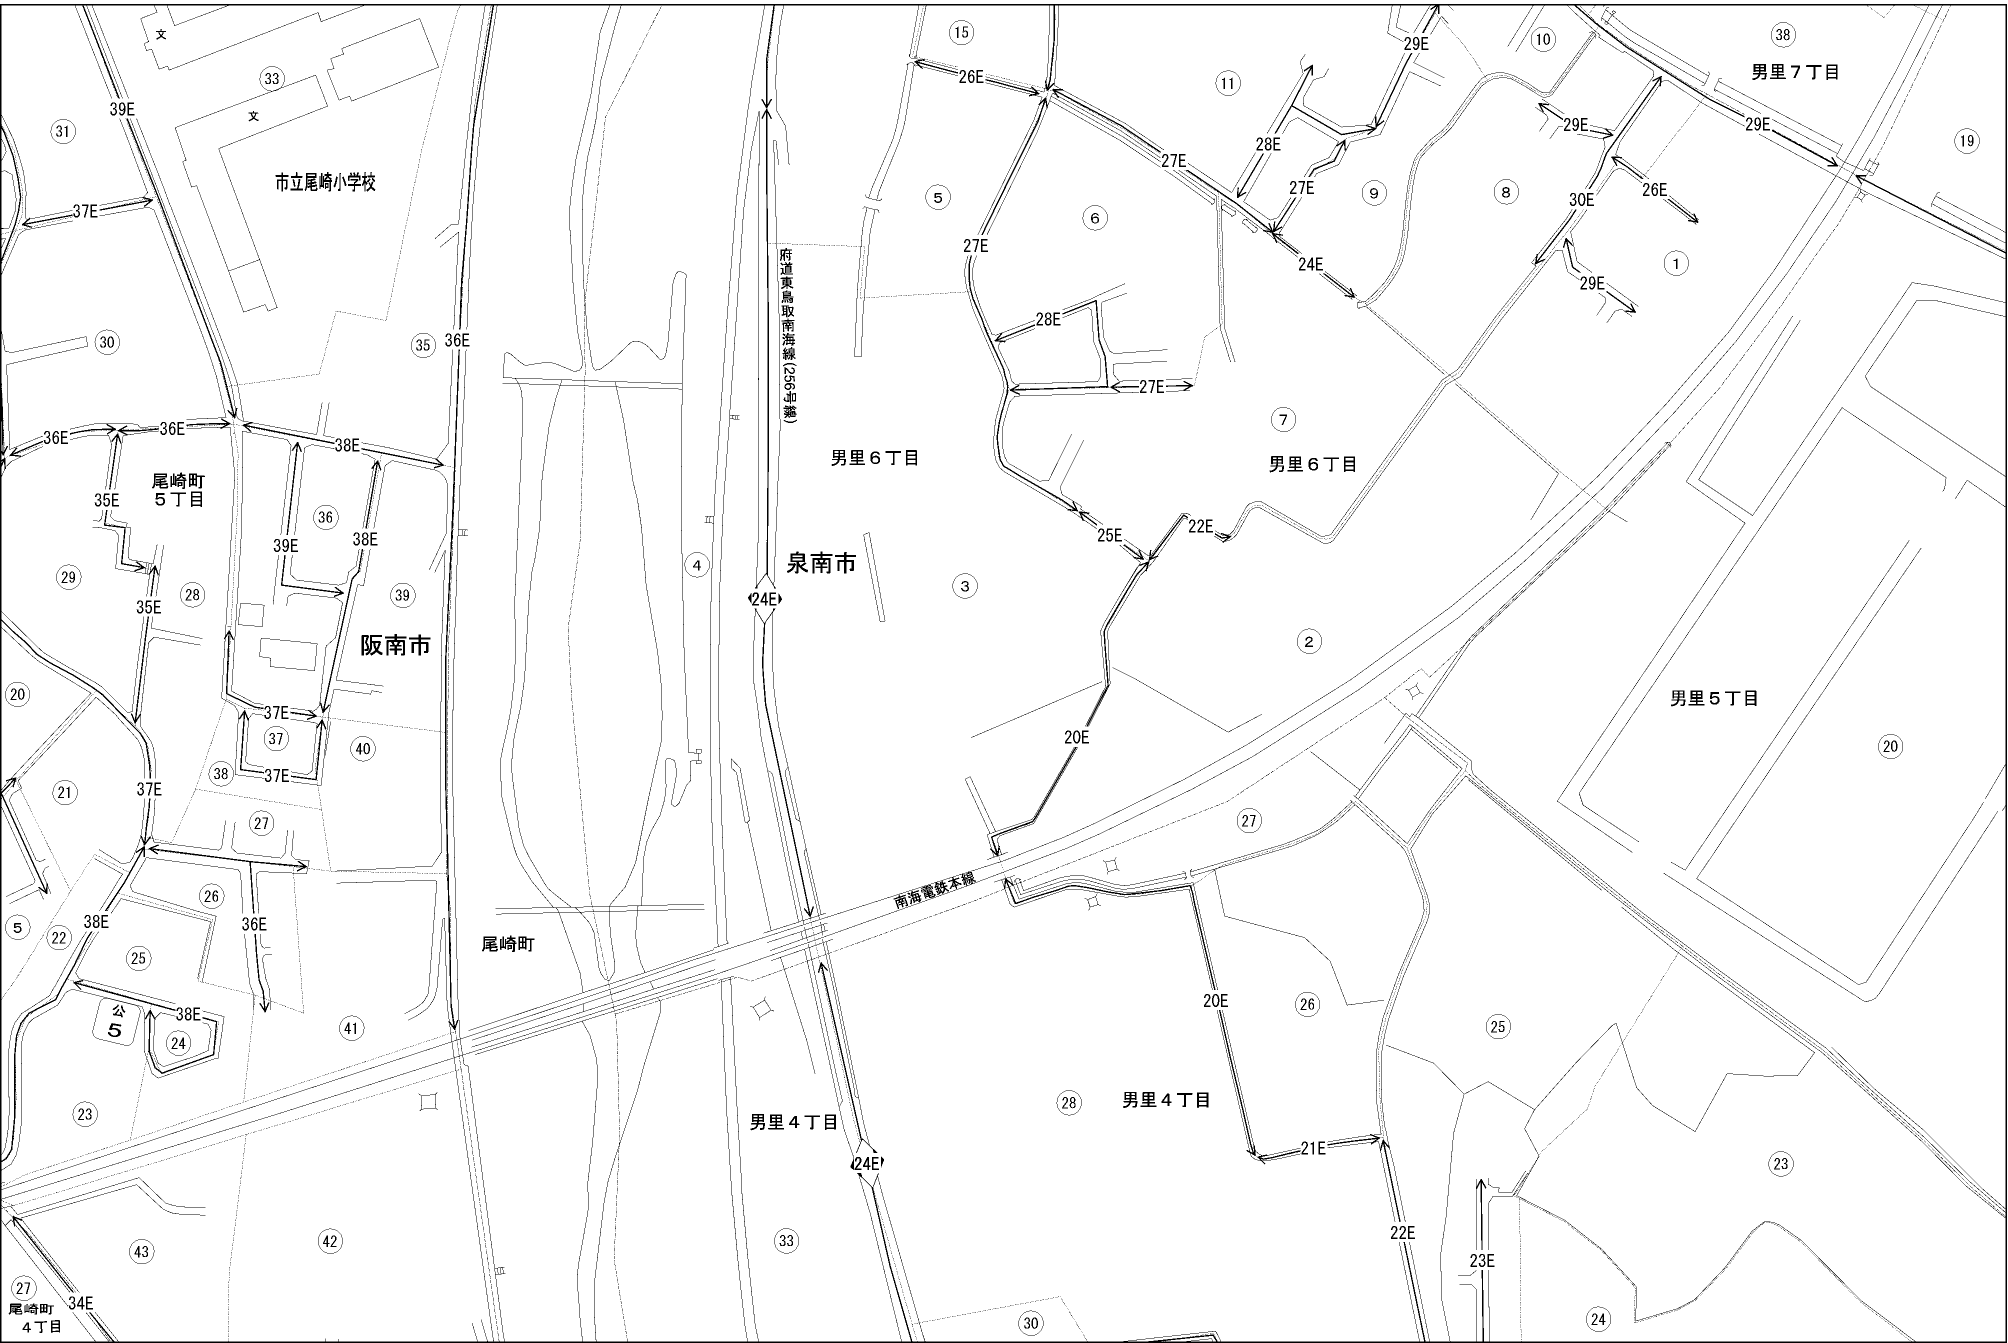 文
15
10
38
29E
男里７丁目
11
33
26E
39E
文
29E
29E
31
28E
19
27E
市立尾崎小学校
27E
9
8
26E
5
30E
37E
6
27E
24E
1
29E
府道東鳥取南海線(256号線)
28E
30
35
36E
27E
7
36E
36E
38E
男里６丁目
男里６丁目
尾崎町
５丁目
35E
36
22E
39E
38E
25E
泉南市
4
29
3
28
39
24E
35E
阪南市
2
20
男里５丁目
37E
37
20E
40
20
38
37E
21
37E
27
27
南海電鉄本線
26
38E
36E
5
22
尾崎町
25
20E
26
公
5
38E
24
41
25
28
男里４丁目
23
男里４丁目
21E
24E
23
22E
43
42
33
23E
27
34E
尾崎町
４丁目
30
24